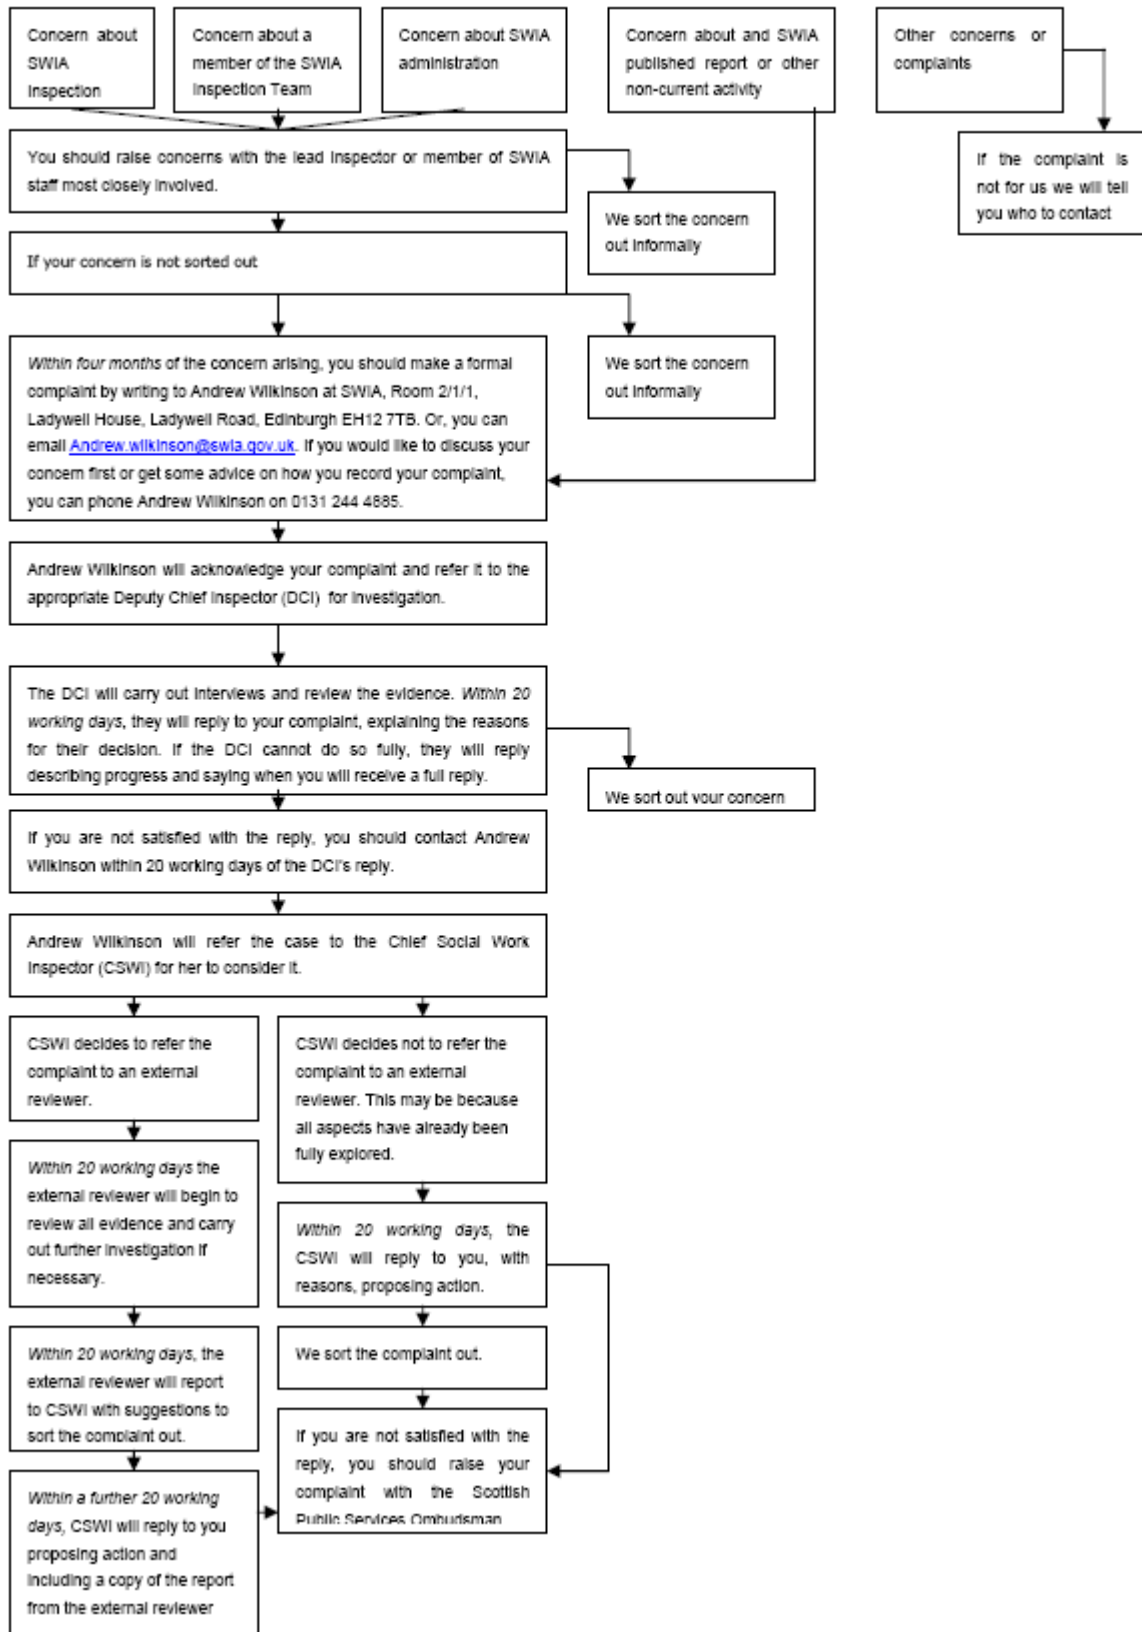 Concern about
SWIA
Inspection
Concern about a
member of the SWIA
Inspection Team
Concern about SWIA
administration
Concern about and SWIA
published report or other
non-current activity
Other concerns or
complaints
You should raise concerns with the lead Inspector or member of SWIA
staff most closely involved.
If the complaint is
not for us we will tell
you who to contact
We sort the concern
out informally
If your concern is not sorted out
Within four months of the concern arising, you should make a formal
complaint by writing to Andrew Wilkinson at SWIA, Room 2/1/1,
Ladywell House, Ladywell Road, Edinburgh EH12 7TB. Or, you can
email Andrew.wilkinson@swia.gov.uk. If you would like to discuss your
concern first or get some advice on how you record your complaint,
you can phone Andrew Wilkinson on 0131 244 4885.
We sort the concern
out informally
Andrew Wilkinson will acknowledge your complaint and refer it to the
appropriate Deputy Chief Inspector (DCI) for investigation.
The DCI will carry out interviews and review the evidence. Within 20
working days, they will reply to your complaint, explaining the reasons
for their decision. If the DCI cannot do so fully, they will reply
describing progress and saying when you will receive a full reply.
We sort out your concern
If you are not satisfied with the reply, you should contact Andrew
Wilkinson within 20 working days of the DCI's reply.
Andrew Wilkinson will refer the case to the Chief Social Work
Inspector (CSWI) for her to consider it.
CSWI decides to refer the
complaint to an external
reviewer.
CSWI decides not to refer the
complaint to an external
reviewer. This may be because
all aspects have already been
fully explored.
Within 20 working days the
external reviewer will begin to
review all evidence and carry
out further investigation if
necessary.
Within 20 working days, the
CSWI will reply to you, with
reasons, proposing action.
Within 20 working days, the
external reviewer will report
to CSWI with suggestions to
sort the complaint out.
We sort the complaint out.
If you are not satisfied with the
reply, you should raise your
complaint with the Scottish
Public Services Ombudsman
Within a further 20 working
days, CSWI will reply to you
proposing action and
including a copy of the report
from the external reviewer